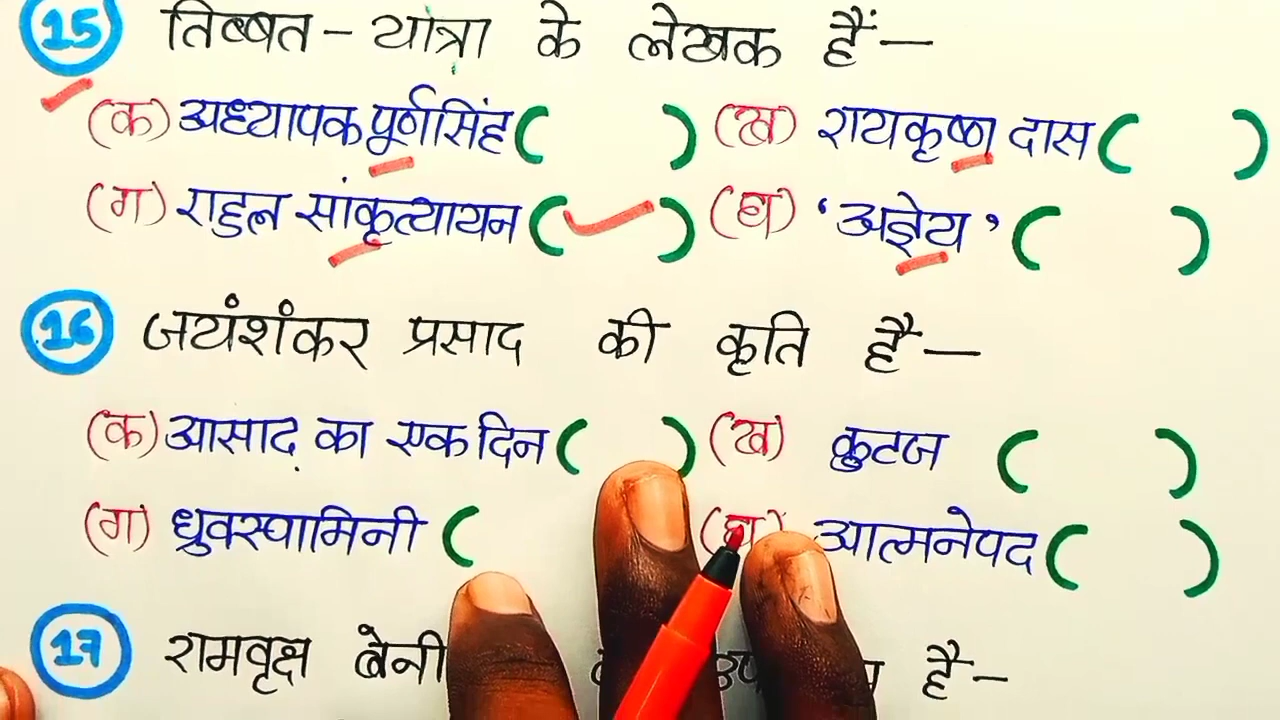 15 तिब्बत - यात्रा के लेखक हैं —
(क) अध्यापक पूर्णसिंह ( ) (ख) रायकृष्ण दास ( )
(ग) राहुल सांकृत्यायन ( ✓ ) (घ) 'अज्ञेय' ( )
16 जयंशंकर प्रसाद की कृति है —
(क) आसाद़ का एक दिन ( ) (ख) कुटज ( )
(ग) ध्रुवस्वामिनी ( (घ) आत्मनेपद ( )
17 रामवृक्ष बेनी है —